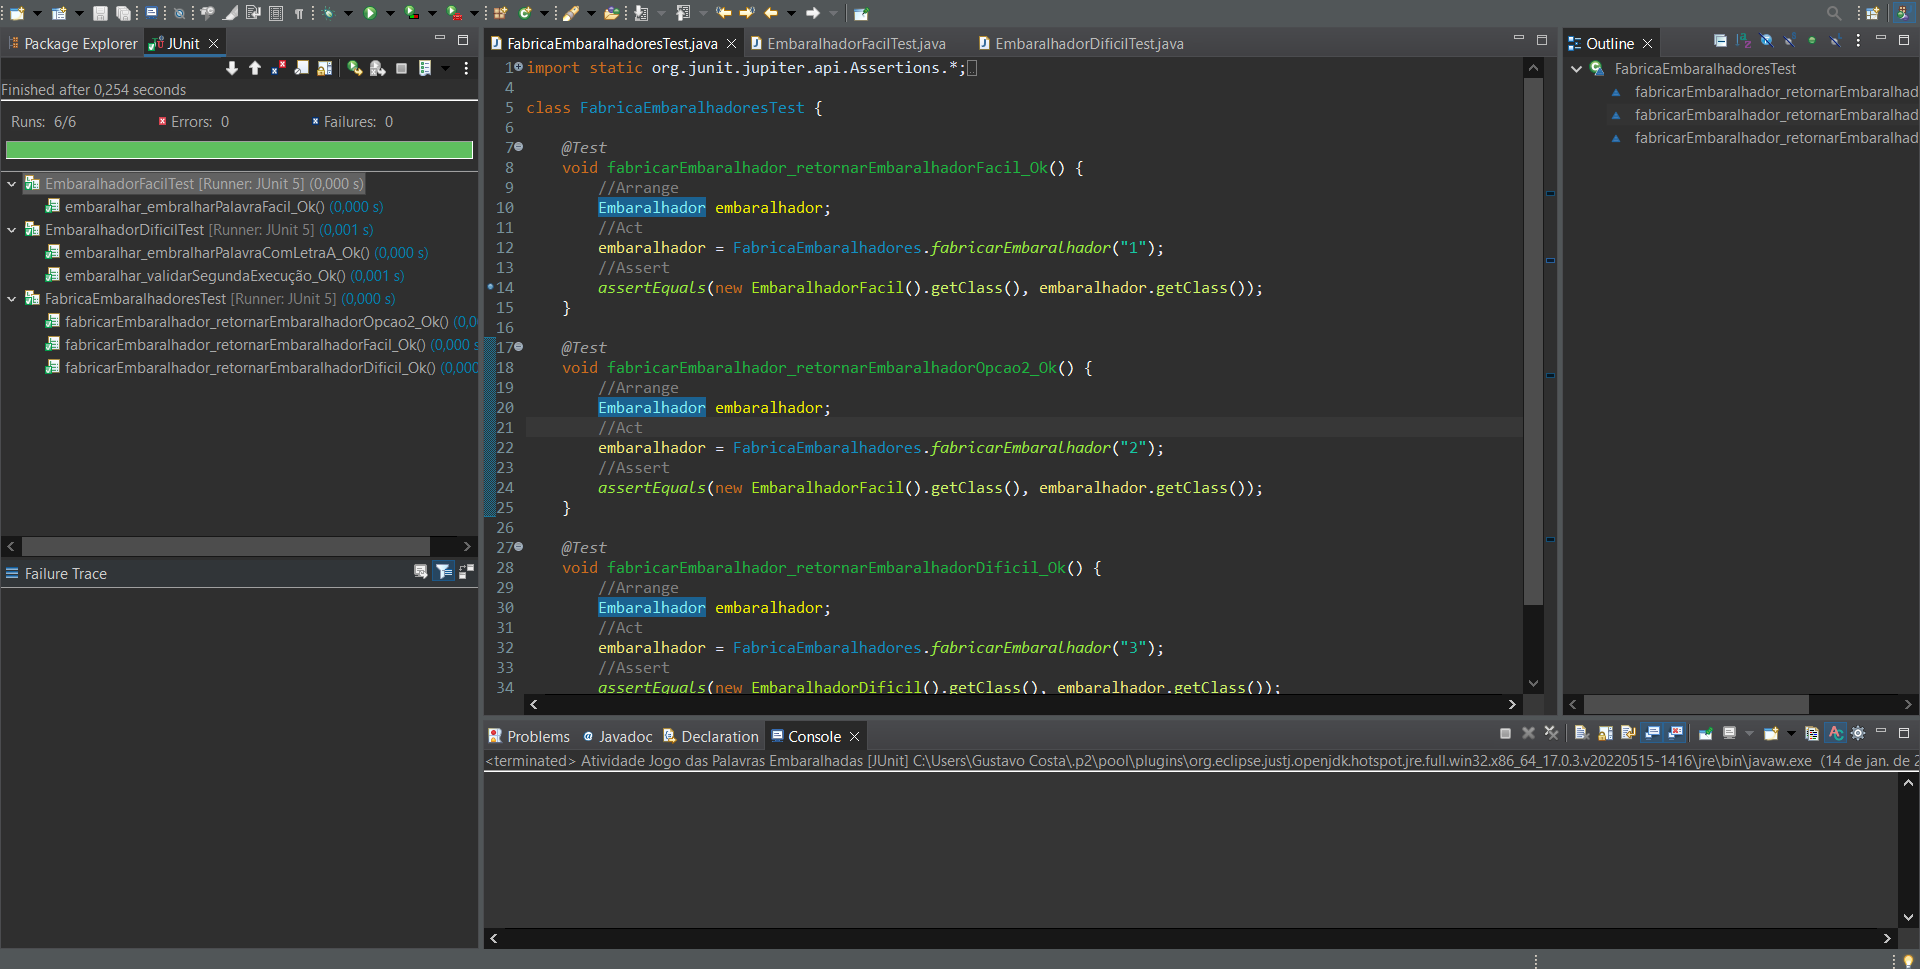 Package Explorer
JUnit
Finished after 0,254 seconds
Runs: 6/6
Errors: 0
Failures: 0
EmbaralhadorFacilTest [Runner: JUnit 5] (0,000 s)
embaralhar_embralharPalavraFacil_Ok() (0,000 s)
EmbaralhadorDificilTest [Runner: JUnit 5] (0,001 s)
embaralhar_embralharPalavraComLetraA_Ok() (0,000 s)
embaralhar_validarSegundaExecução_Ok() (0,001 s)
FabricaEmbaralhadoresTest [Runner: JUnit 5] (0,000 s)
fabricarEmbaralhador_retornarEmbaralhadorOpcao2_Ok() (0,0
fabricarEmbaralhador_retornarEmbaralhadorFacil_Ok() (0,000 s
fabricarEmbaralhador_retornarEmbaralhadorDificil_Ok() (0,000
Failure Trace
FabricaEmbaralhadoresTest.java
EmbaralhadorFacilTest.java
EmbaralhadorDificilTest.java
1 import static org.junit.jupiter.api.Assertions.*;
4
5 class FabricaEmbaralhadoresTest {
6
7 @Test
8 void fabricarEmbaralhador_retornarEmbaralhadorFacil_Ok() {
9 //Arrange
10 Embaralhador embaralhador;
11 //Act
12 embaralhador = FabricaEmbaralhadores.fabricarEmbaralhador("1");
13 //Assert
14 assertEquals(new EmbaralhadorFacil().getClass(), embaralhador.getClass());
15 }
16
17 @Test
18 void fabricarEmbaralhador_retornarEmbaralhadorOpcao2_Ok() {
19 //Arrange
20 Embaralhador embaralhador;
21 //Act
22 embaralhador = FabricaEmbaralhadores.fabricarEmbaralhador("2");
23 //Assert
24 assertEquals(new EmbaralhadorFacil().getClass(), embaralhador.getClass());
25 }
26
27 @Test
28 void fabricarEmbaralhador_retornarEmbaralhadorDificil_Ok() {
29 //Arrange
30 Embaralhador embaralhador;
31 //Act
32 embaralhador = FabricaEmbaralhadores.fabricarEmbaralhador("3");
33 //Assert
34 assertEquals(new EmbaralhadorDificil().getClass(), embaralhador.getClass());
Outline
FabricaEmbaralhadoresTest
fabricarEmbaralhador_retornarEmbaralhad
fabricarEmbaralhador_retornarEmbaralhad
fabricarEmbaralhador_retornarEmbaralhad
Problems
Javadoc
Declaration
Console
<terminated> Atividade Jogo das Palavras Embaralhadas [JUnit] C:\Users\Gustavo Costa\.p2\pool\plugins\org.eclipse.justj.openjdk.hotspot.jre.full.win32.x86_64_17.0.3.v20220515-1416\jre\bin\javaw.exe (14 de jan. de 2